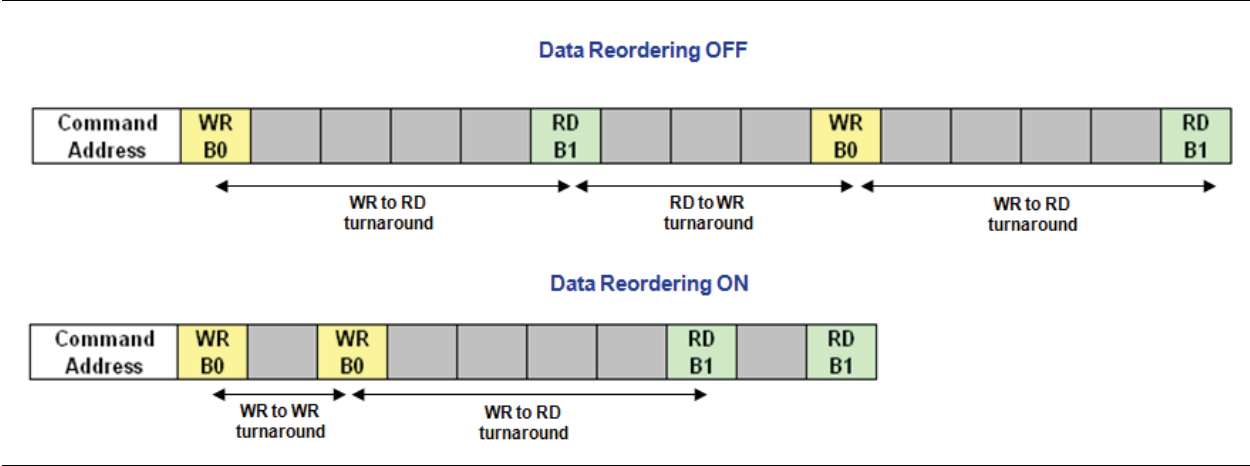 Data Reordering OFF
Command WR RD WR RD
Address B0 B1 B0 B1
WR to RD RD to WR WR to RD
turnaround turnaround turnaround
Data Reordering ON
Command WR WR RD RD
Address B0 B0 B1 B1
WR to WR WR to RD
turnaround turnaround